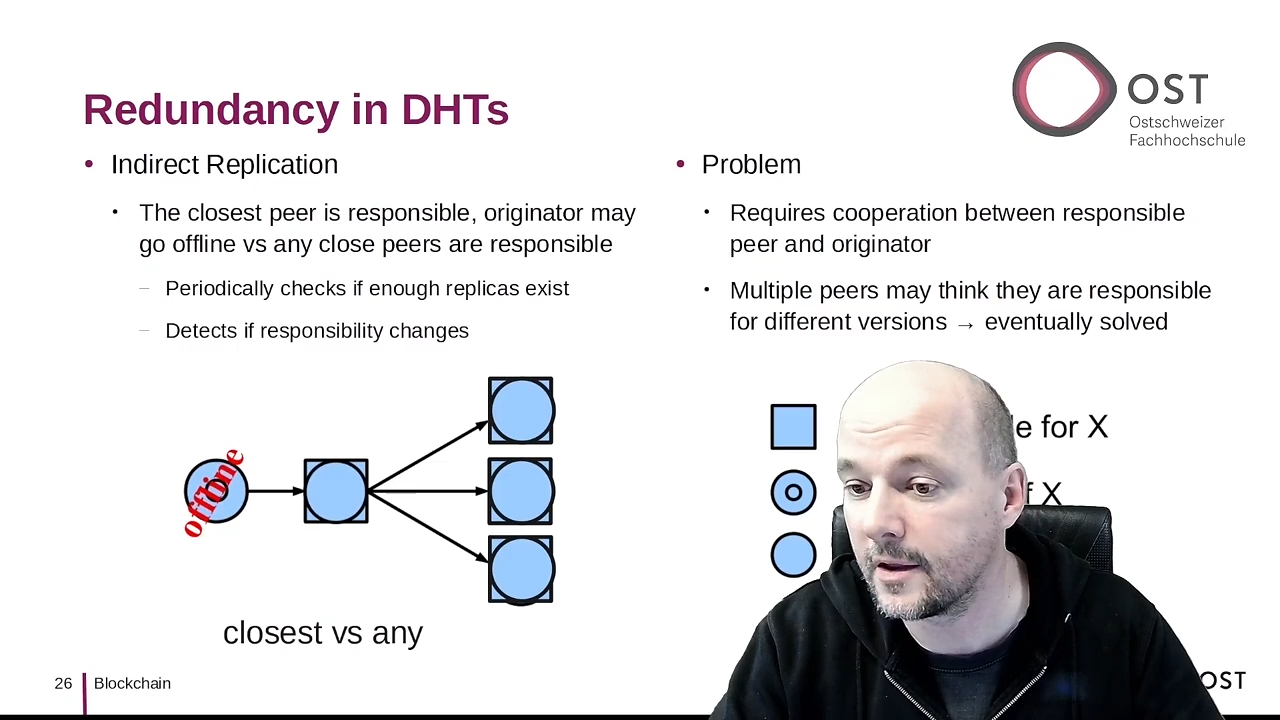 OST
Ostschweizer
Fachhochschule
Redundancy in DHTs
• Indirect Replication
• The closest peer is responsible, originator may
go offline vs any close peers are responsible
– Periodically checks if enough replicas exist
– Detects if responsibility changes
offline
closest vs any
• Problem
• Requires cooperation between responsible
peer and originator
• Multiple peers may think they are responsible
for different versions → eventually solved
for X
X
26 Blockchain
OST